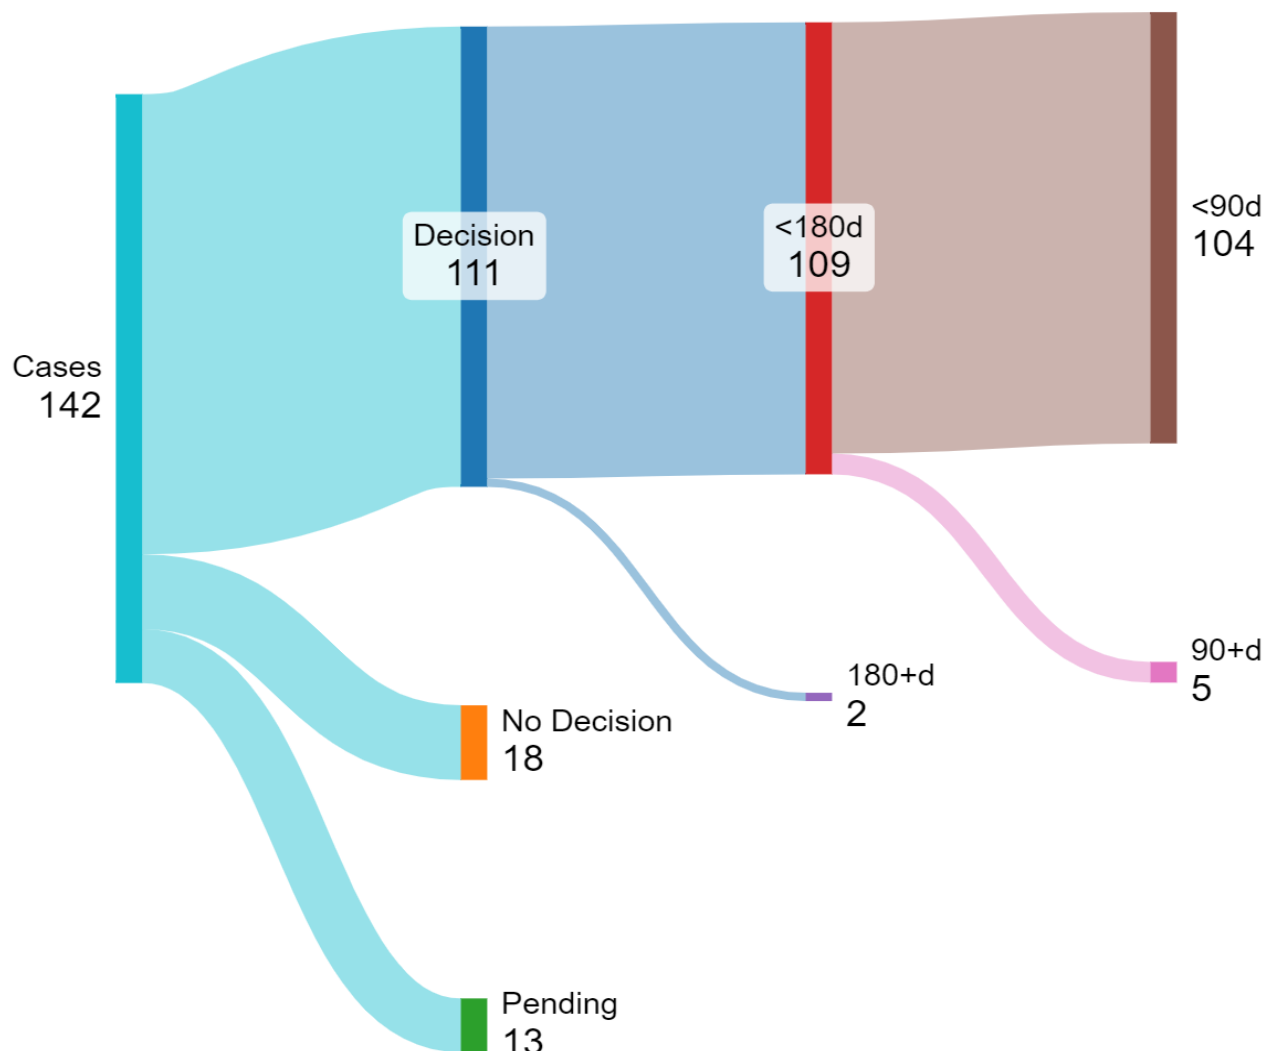 Cases
142
Decision
111
No Decision
18
Pending
13
<180d
109
180+d
2
<90d
104
90+d
5